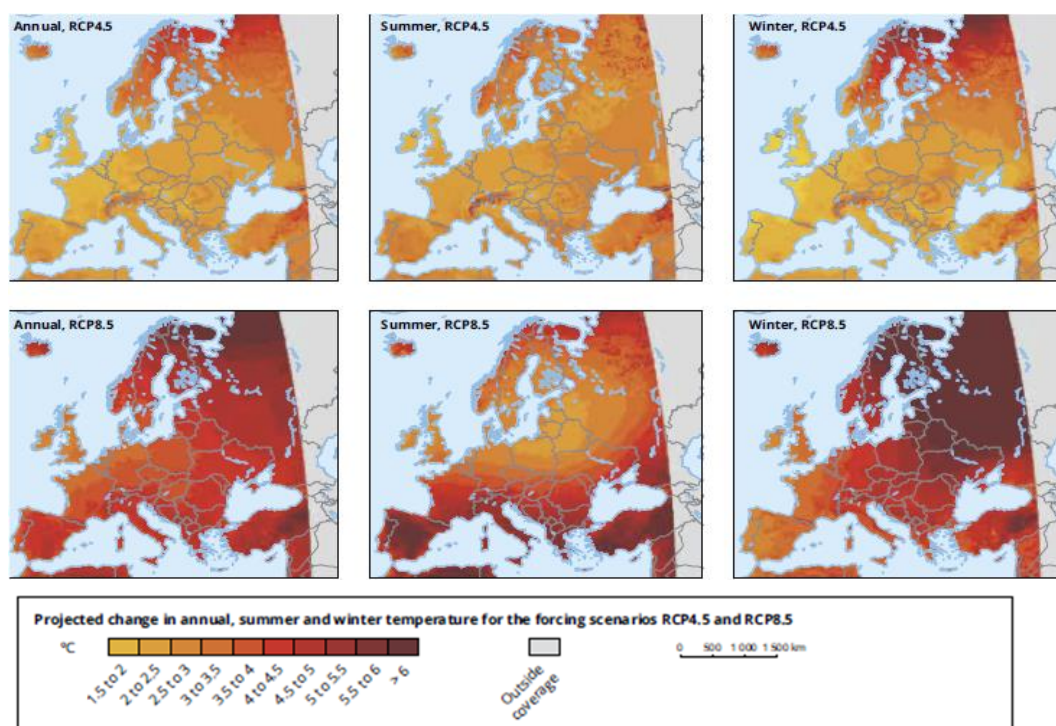 Annual, RCP4.5
Summer, RCP4.5
Winter, RCP4.5
Annual, RCP8.5
Summer, RCP8.5
Winter, RCP8.5
Projected change in annual, summer and winter temperature for the forcing scenarios RCP4.5 and RCP8.5
°C
1.5 to 2
2 to 2.5
2.5 to 3
3 to 3.5
3.5 to 4
4 to 4.5
4.5 to 5
5 to 5.5
5.5 to 6
> 6
Outside
coverage
0 500 1 000 1 500 km